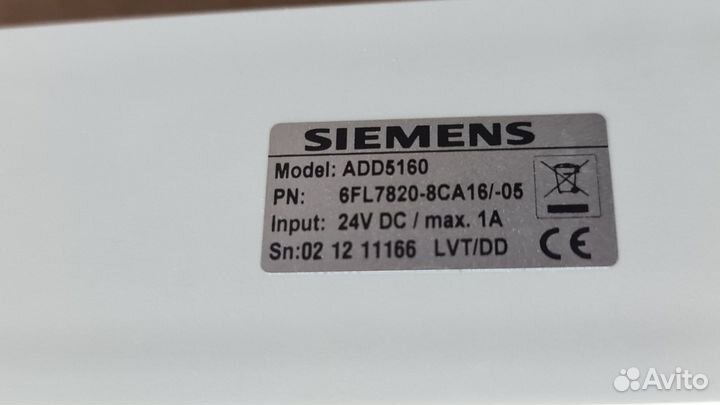 SIEMENS
Model: ADD5160
PN: 6FL7820-8CA16/-05
Input: 24V DC / max. 1A
Sn:02 12 11166 LVT/DD
CE
Avito